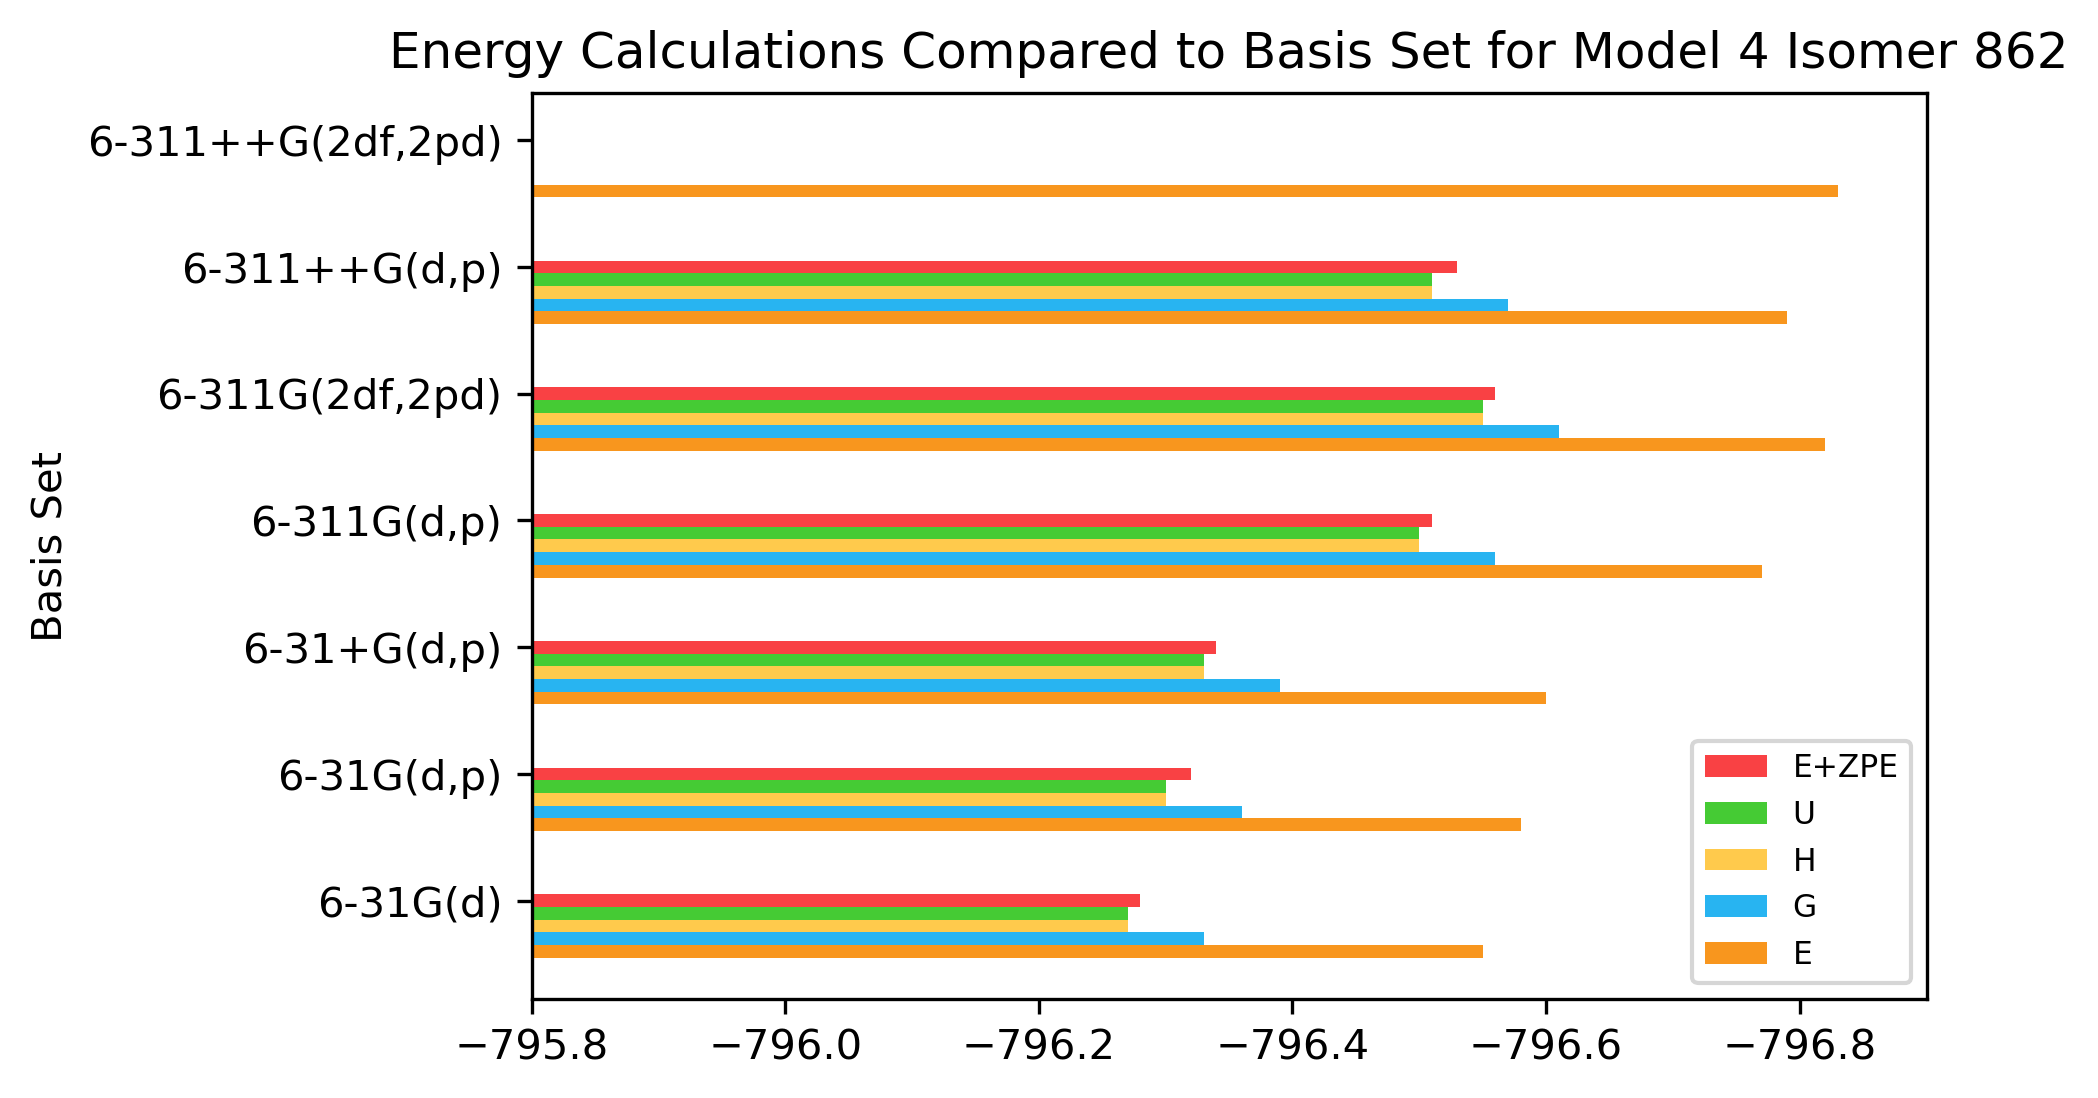 Energy Calculations Compared to Basis Set for Model 4 Isomer 862
6-311++G(2df,2pd)
6-311++G(d,p)
6-311G(2df,2pd)
6-311G(d,p)
6-31+G(d,p)
6-31G(d,p)
6-31G(d)
Basis Set
E+ZPE
U
H
G
E
−795.8 −796.0 −796.2 −796.4 −796.6 −796.8